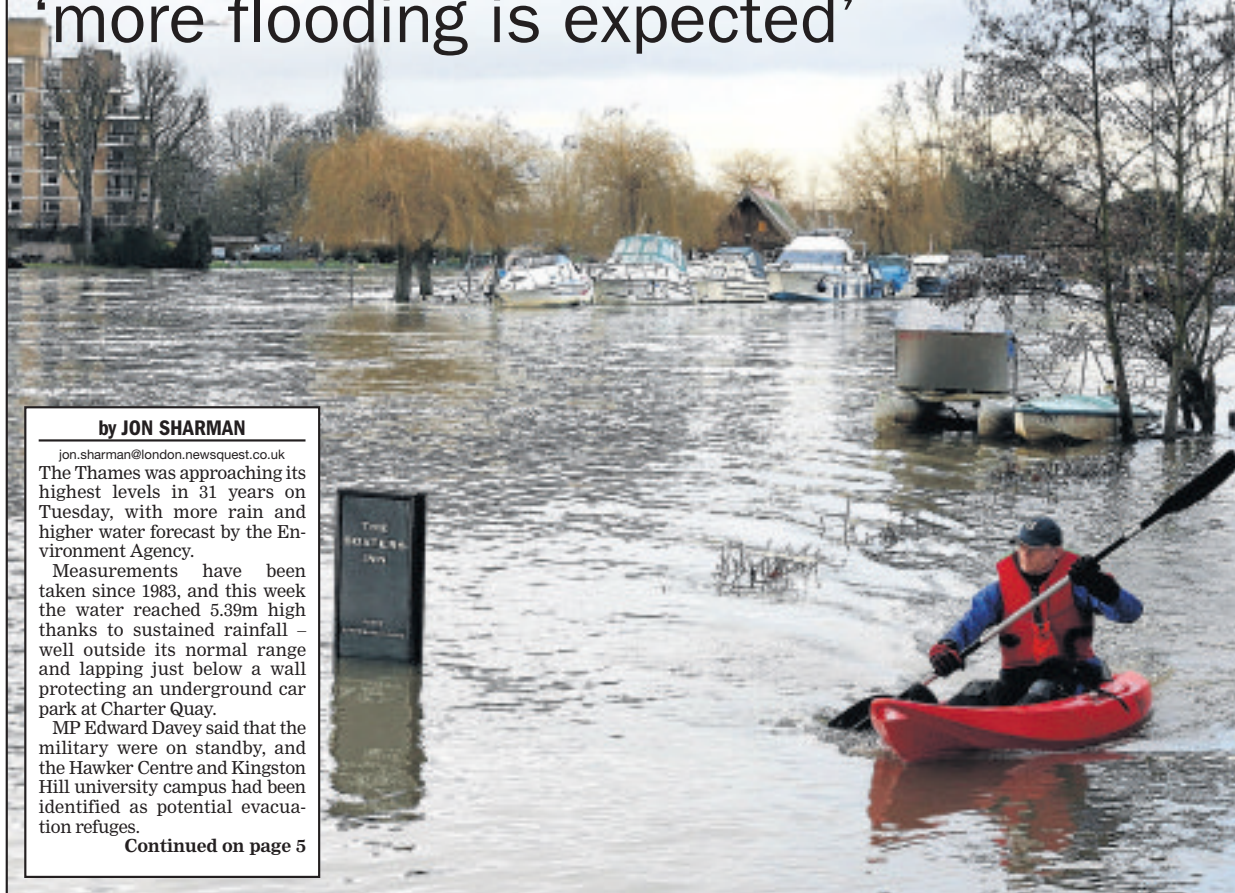 ‘more flooding is expected’
by JON SHARMAN
jon.sharman@london.newsquest.co.uk
The Thames was approaching its
highest levels in 31 years on
Tuesday, with more rain and
higher water forecast by the En-
vironment Agency.
Measurements have been
taken since 1983, and this week
the water reached 5.39m high
thanks to sustained rainfall –
well outside its normal range
and lapping just below a wall
protecting an underground car
park at Charter Quay.
MP Edward Davey said that the
military were on standby, and
the Hawker Centre and Kingston
Hill university campus had been
identified as potential evacua-
tion refuges.
Continued on page 5
THE
BOATERS
INN